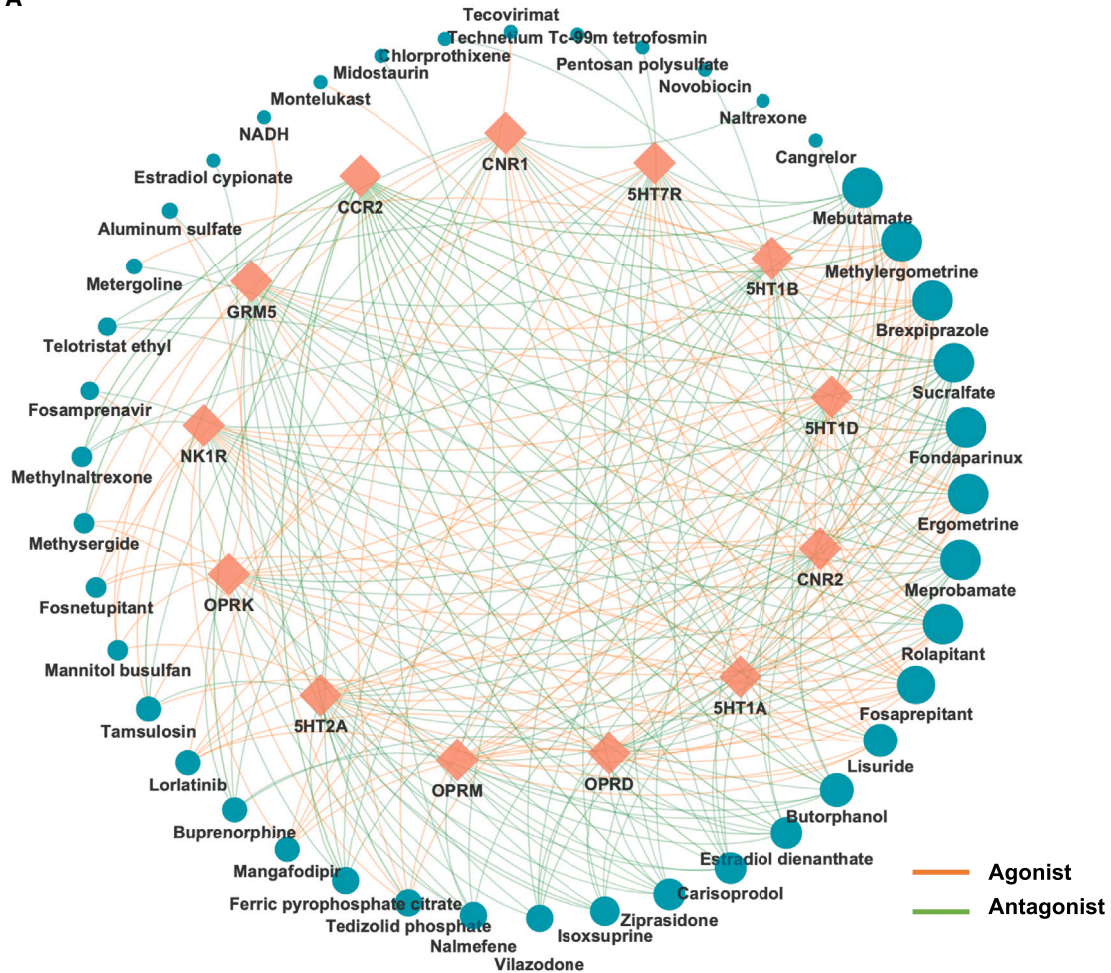 A
Tecovirimat
Technetium Tc-99m tetrofosmin
Chlorprothixene
Pentosan polysulfate
Midostaurin
Novobiocin
Montelukast
Naltrexone
NADH
Cangrelor
CNR1
5HT7R
Estradiol cypionate
CCR2
Mebutamate
Aluminum sulfate
Methylergometrine
Metergoline
5HT1B
GRM5
Brexpiprazole
Telotristat ethyl
Sucralfate
Fosamprenavir
5HT1D
NK1R
Fondaparinux
Methylnaltrexone
Ergometrine
Methysergide
CNR2
Meprobamate
Fosnetupitant
OPRK
Rolapitant
Mannitol busulfan
5HT1A
Fosaprepitant
5HT2A
Tamsulosin
Lisuride
OPRM
OPRD
Lorlatinib
Butorphanol
Buprenorphine
Estradiol dienanthate
Mangafodipir
Carisoprodol
Ferric pyrophosphate citrate
Ziprasidone
Tedizolid phosphate
Isoxsuprine
Nalmefene
Vilazodone
Agonist
Antagonist